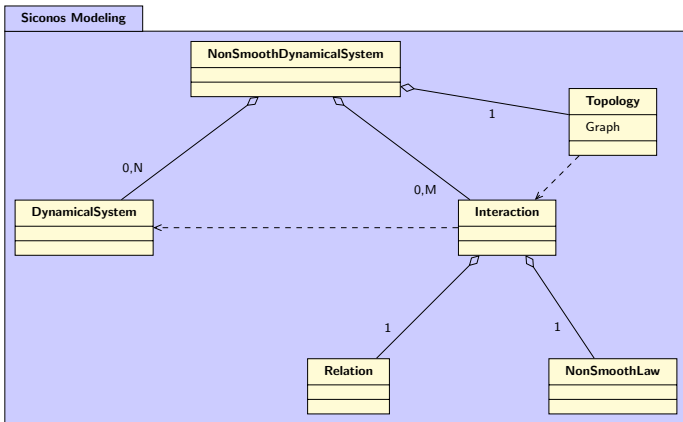 Siconos Modeling
NonSmoothDynamicalSystem
Topology
Graph
1
0,N
0,M
DynamicalSystem
Interaction
1
1
Relation
NonSmoothLaw